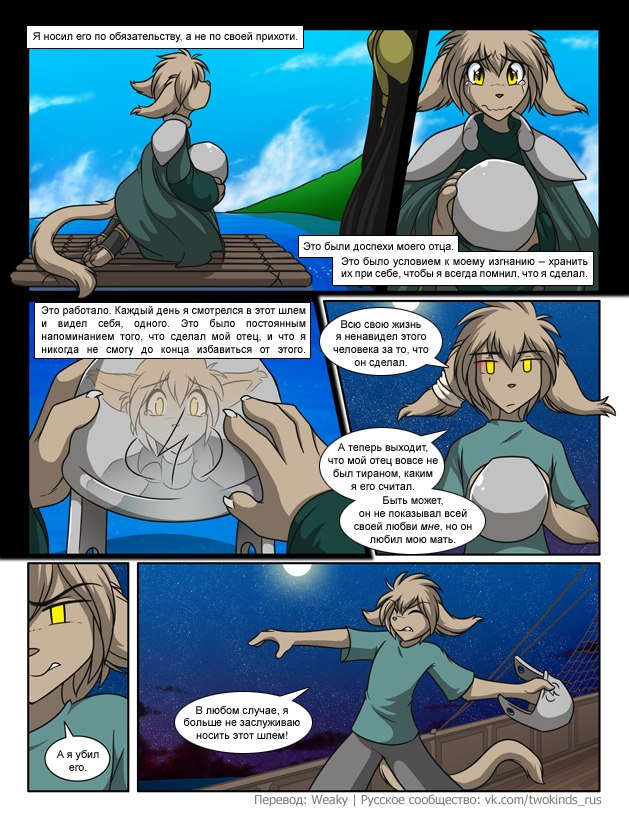 Я носил его по обязательству, а не по своей прихоти.
Это были доспехи моего отца.
Это было условием к моему изгнанию – хранить
их при себе, чтобы я всегда помнил, что я сделал.
Это работало. Каждый день я смотрелся в этот шлем
и видел себя, одного. Это было постоянным
напоминанием того, что сделал мой отец, и что я
никогда не смогу до конца избавиться от этого.
Всю свою жизнь
я ненавидел этого
человека за то, что
он сделал.
А теперь выходит,
что мой отец вовсе не
был тираном, каким
я его считал.
Быть может,
он не показывал всей
своей любви мне, но он
любил мою мать.
А я убил
его.
В любом случае, я
больше не заслуживаю
носить этот шлем!
Перевод: Weaky | Русское сообщество: vk.com/twokinds_rus